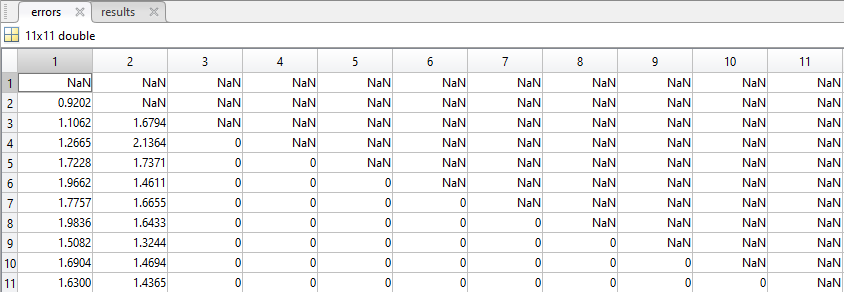 errors results
11x11 double
1 2 3 4 5 6 7 8 9 10 11
1 NaN NaN NaN NaN NaN NaN NaN NaN NaN NaN NaN
2 0.9202 NaN NaN NaN NaN NaN NaN NaN NaN NaN NaN
3 1.1062 1.6794 NaN NaN NaN NaN NaN NaN NaN NaN NaN
4 1.2665 2.1364 0 NaN NaN NaN NaN NaN NaN NaN NaN
5 1.7228 1.7371 0 0 NaN NaN NaN NaN NaN NaN NaN
6 1.9662 1.4611 0 0 0 NaN NaN NaN NaN NaN NaN
7 1.7757 1.6655 0 0 0 0 NaN NaN NaN NaN NaN
8 1.9836 1.6433 0 0 0 0 0 NaN NaN NaN NaN
9 1.5082 1.3244 0 0 0 0 0 0 NaN NaN NaN
10 1.6904 1.4694 0 0 0 0 0 0 0 NaN NaN
11 1.6300 1.4365 0 0 0 0 0 0 0 0 NaN